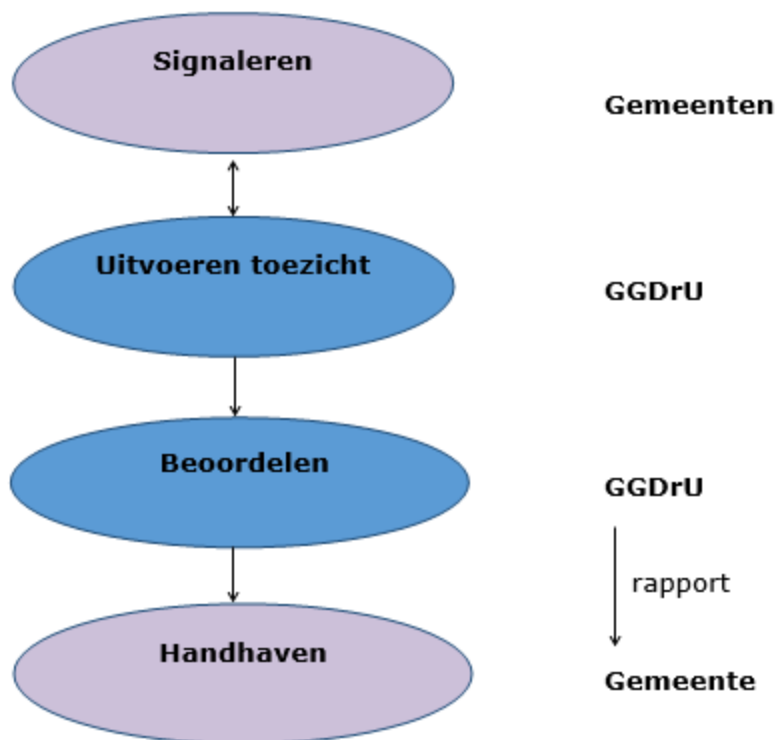 Signaleren
Gemeenten
Uitvoeren toezicht
GGDrU
Beoordelen
GGDrU
rapport
Handhaven
Gemeente